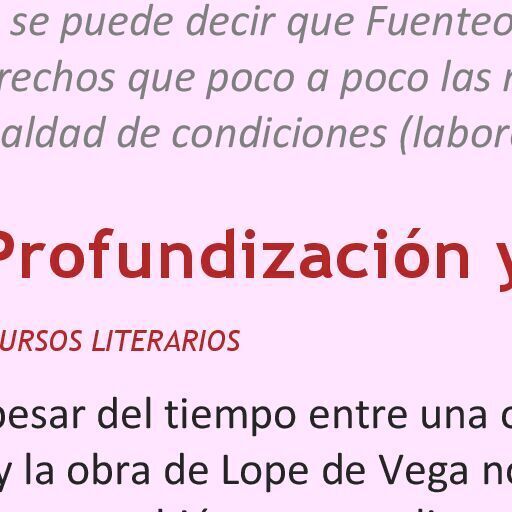 se puede decir que Fuenteo
rechos que poco a poco las
aldad de condiciones (labor
Profundización y
URSOS LITERARIOS
pesar del tiempo entre una
y la obra de Lope de Vega no